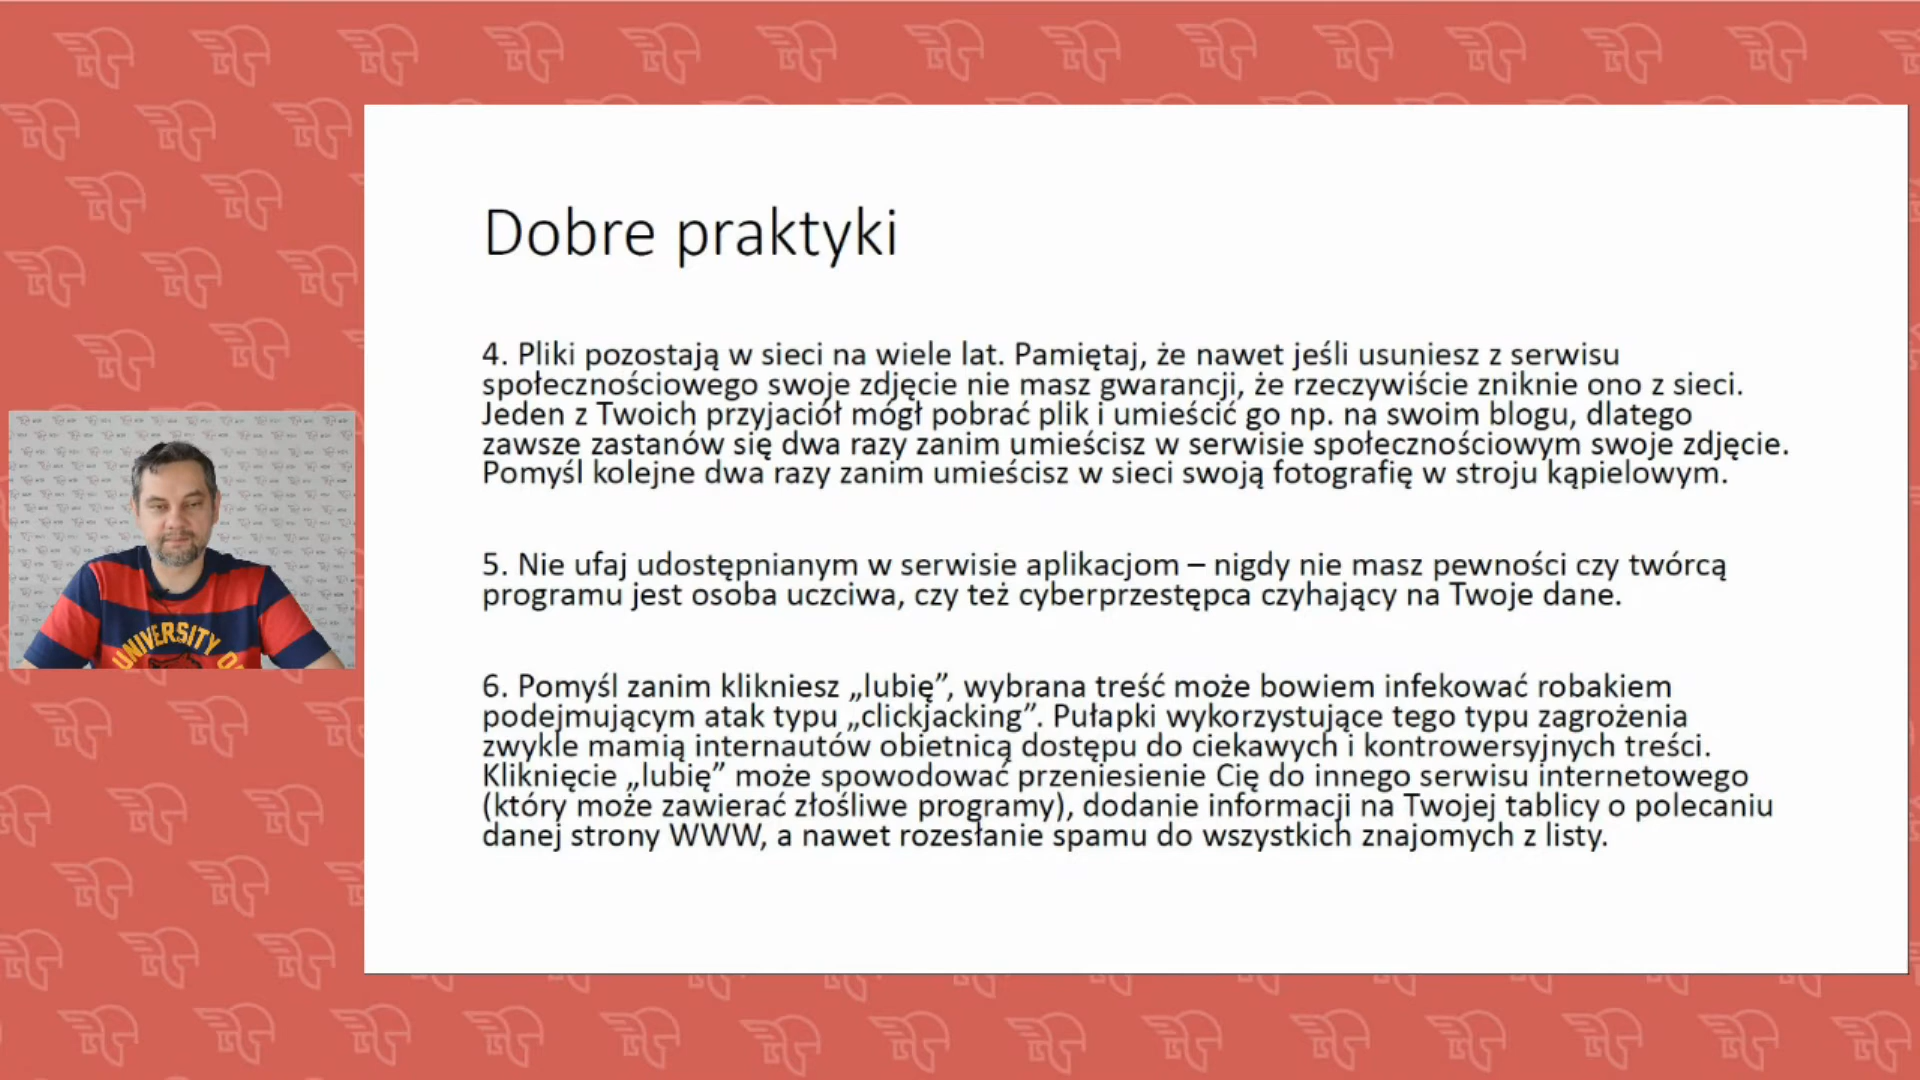 Dobre praktyki
4. Pliki pozostają w sieci na wiele lat. Pamiętaj, że nawet jeśli usuniesz z serwisu
społecznościowego swoje zdjęcie nie masz gwarancji, że rzeczywiście zniknie ono z sieci.
Jeden z Twoich przyjaciół mógł pobrać plik i umieścić go np. na swoim blogu, dlatego
zawsze zastanów się dwa razy zanim umieścisz w serwisie społecznościowym swoje zdjęcie.
Pomyśl kolejne dwa razy zanim umieścisz w sieci swoją fotografię w stroju kąpielowym.
5. Nie ufaj udostępnianym w serwisie aplikacjom – nigdy nie masz pewności czy twórcą
programu jest osoba uczciwa, czy też cyberprzestępca czyhający na Twoje dane.
6. Pomyśl zanim klikniesz „lubię”, wybrana treść może bowiem infekować robakiem
podejmującym atak typu „clickjacking”. Pułapki wykorzystujące tego typu zagrożenia
zwykle mamią internautów obietnicą dostępu do ciekawych i kontrowersyjnych treści.
Kliknięcie „lubię” może spowodować przeniesienie Cię do innego serwisu internetowego
(który może zawierać złośliwe programy), dodanie informacji na Twojej tablicy o polecaniu
danej strony WWW, a nawet rozesłanie spamu do wszystkich znajomych z listy.
UNIVERSITY OF